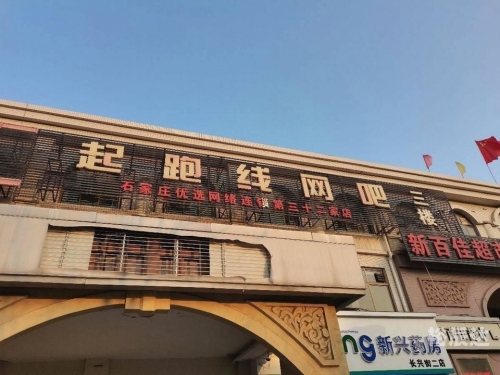 起跑线网吧
三楼
石家庄优选网络连锁第三十二家店
新百佳超市
ng 新兴药房
长兴街二店